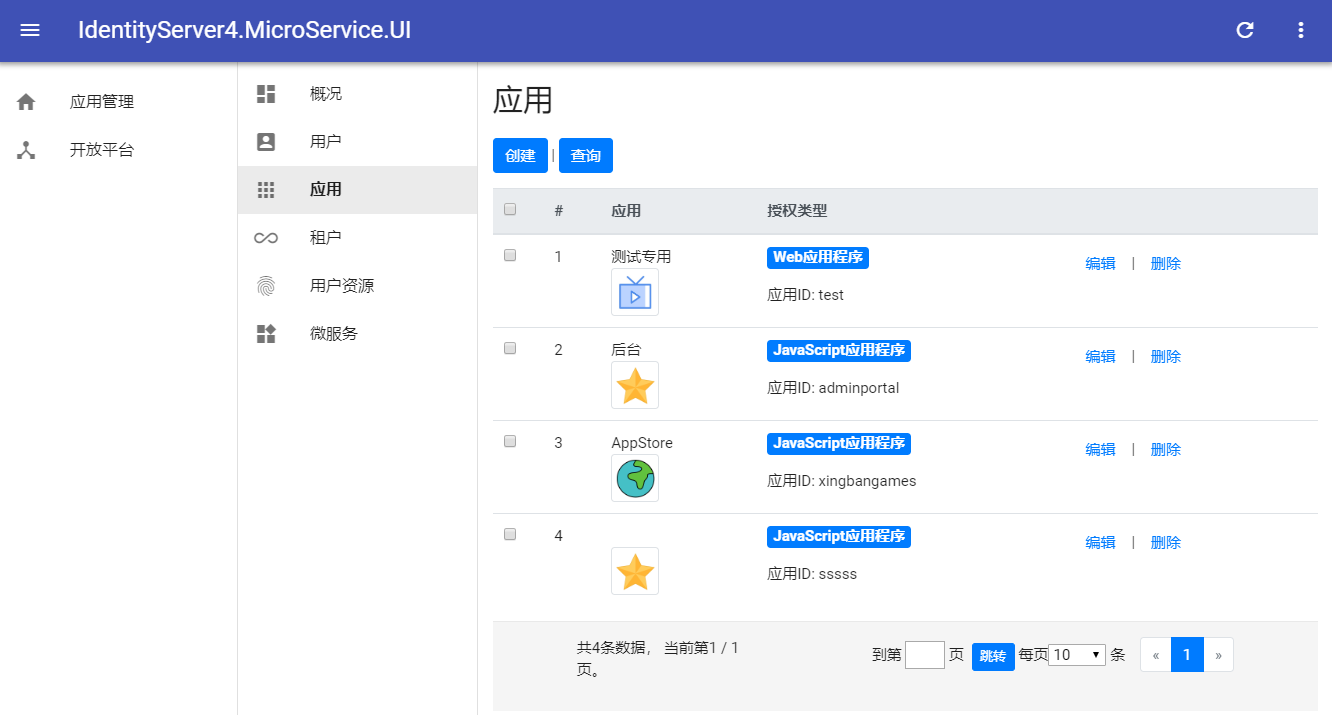 IdentityServer4.MicroService.UI
应用管理
开放平台
概况
用户
应用
租户
用户资源
微服务
应用
创建 | 查询
# 应用 授权类型
1 测试专用 Web应用程序 编辑 | 删除
应用ID: test
2 后台 JavaScript应用程序 编辑 | 删除
应用ID: adminportal
3 AppStore JavaScript应用程序 编辑 | 删除
应用ID: xingbangames
4 JavaScript应用程序 编辑 | 删除
应用ID: sssss
共4条数据， 当前第1 / 1
页。
到第 页 跳转 每页 10 条 « 1 »